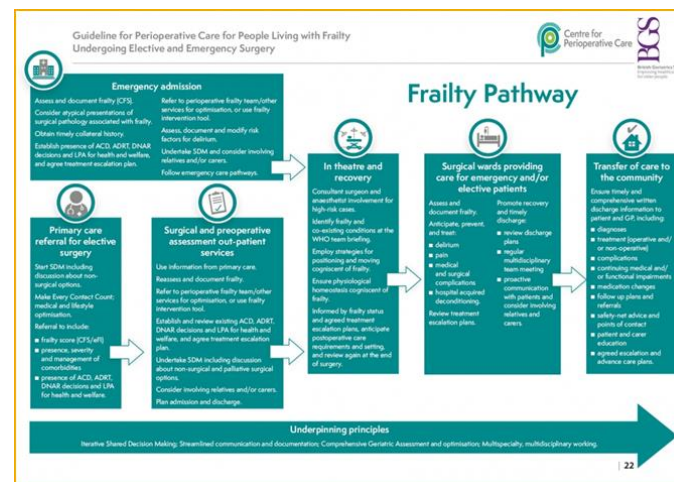 Guideline for Perioperative Care for People Living with Frailty
Undergoing Elective and Emergency Surgery
Centre for
Perioperative Care
BGS
Frailty Pathway
Emergency admission
Assess and document frailty (CFS).
Consider atypical presentations of
surgical pathology associated with frailty.
Obtain timely collateral history.
Establish presence of ACD, ADRT, DNAR
decisions and LPA for health and welfare,
and agree treatment escalation plan.
Refer to perioperative frailty team/other
services for optimisation, or use frailty
intervention tool.
Assess, document and modify risk
factors for delirium.
Undertake SDM and consider involving
relatives and/or carers.
Follow emergency care pathways.
Primary care
referral for elective
surgery
Start SDM including
discussion about non-
surgical options.
Make Every Contact Count:
medical and lifestyle
optimisation.
Referral to include:
■ frailty score (CFS/eFI)
■ presence, severity
and management of
comorbidities
■ presence of ACD, ADRT,
DNAR decisions and LPA
for health and welfare.
Surgical and preoperative
assessment out-patient
services
Use information from primary care.
Reassess and document frailty.
Refer to perioperative frailty team/other
services for optimisation, or use frailty
intervention tool.
Establish and review existing ACD, ADRT,
DNAR decisions and LPA for health and
welfare, and agree treatment escalation
plan.
Undertake SDM including discussion
about non-surgical and palliative surgical
options.
Consider involving relatives and/or carers.
Plan admission and discharge.
In theatre and
recovery
Consultant surgeon and
anaesthetist involvement for
high-risk cases.
Identify frailty and
co-existing conditions at the
WHO team briefing.
Employ strategies for
positioning and moving
cogniscent of frailty.
Ensure physiological
homeostasis cogniscent of
frailty.
Informed by frailty status and
agreed treatment escalation
plans, anticipate
postoperative care
requirements and setting,
and review again at the end
of surgery.
Surgical wards providing
care for emergency and/or
elective patients
Assess and
document frailty.
Anticipate, prevent,
and treat:
■ delirium
■ pain
■ medical
and surgical
complications
■ hospital acquired
deconditioning.
Review treatment
escalation plans.
Promote recovery
and timely
discharge:
■ review discharge
plans
■ regular
multidisciplinary
team meeting
■ proactive
communication
with patients and
consider involving
relatives and
carers.
Transfer of care to
the community
Ensure timely and
comprehensive written
discharge information to
patient and GP, including:
■ diagnoses
■ treatment (operative and/
or non-operative)
■ complications
■ continuing medical and/
or functional impairments
■ medication changes
■ follow up plans and
referrals
■ safety-net advice and
points of contact
■ patient and carer
education
■ agreed escalation and
advance care plans.
Underpinning principles
Iterative Shared Decision Making; Streamlined communication and documentation; Comprehensive Geriatric Assessment and optimisation; Multispecialty, multidisciplinary working.
| 22